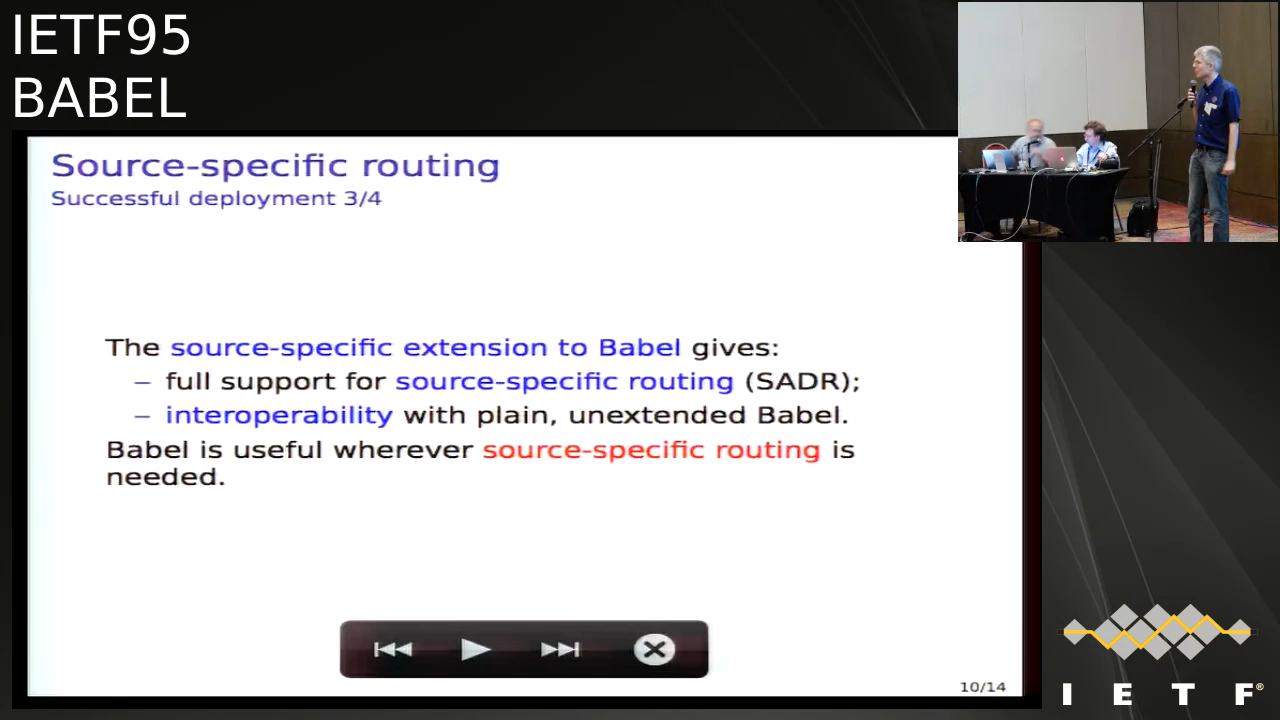 IETF95
BABEL
Source-specific routing
Successful deployment 3/4
The source-specific extension to Babel gives:
– full support for source-specific routing (SADR);
– interoperability with plain, unextended Babel.
Babel is useful wherever source-specific routing is
needed.
10/14
I E T F®